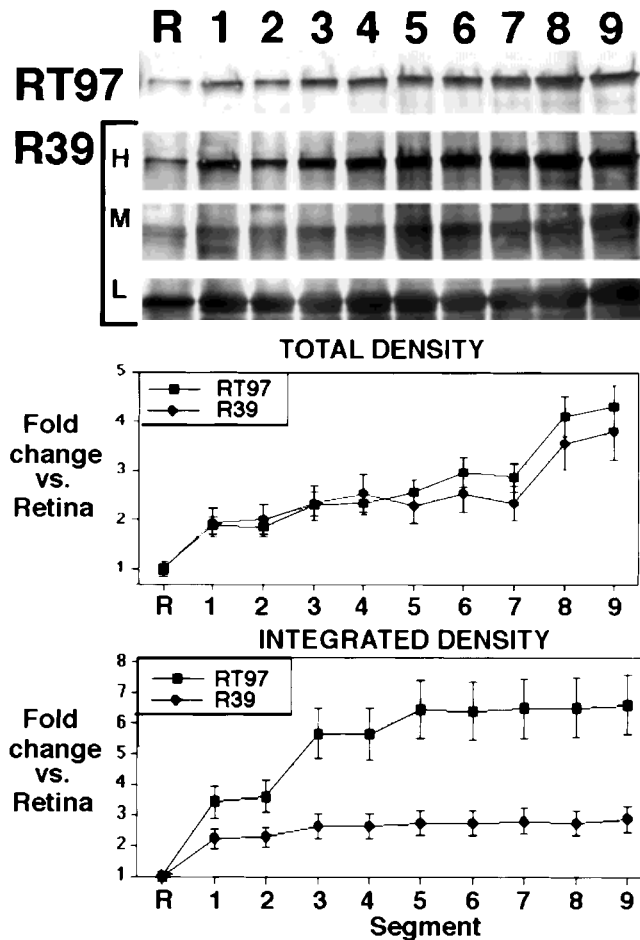 R 1 2 3 4 5 6 7 8 9
RT97
R39
H
M
L
TOTAL DENSITY
5
4
3
2
1
RT97
R39
Fold
change
vs.
Retina
R 1 2 3 4 5 6 7 8 9
INTEGRATED DENSITY
8
7
6
5
4
3
2
1
RT97
R39
Fold
change
vs.
Retina
R 1 2 3 4 5 6 7 8 9
Segment